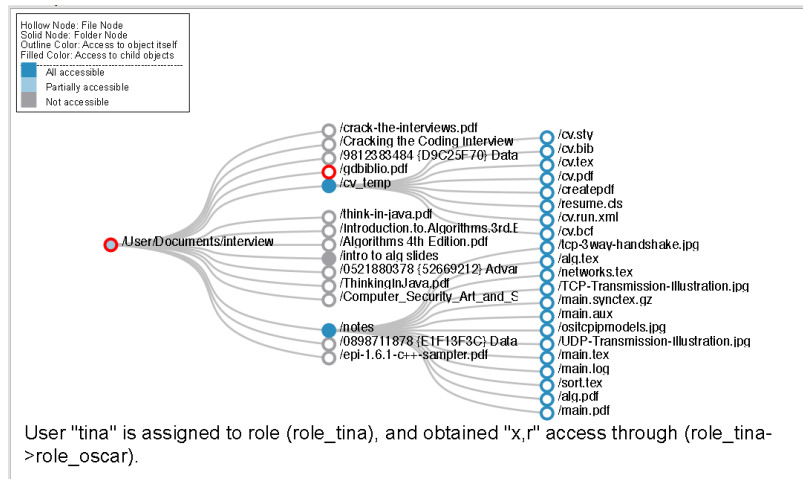 Hollow Node: File Node
Solid Node: Folder Node
Outline Color: Access to object itself
Filled Color: Access to child objects
All accessible
Partially accessible
Not accessible
/User/Documents/interview
/crack-the-interviews.pdf
/Cracking the Coding Interview
/9812383484 {D9C25F70} Data
/gdbiblio.pdf
/cv_temp
/think-in-java.pdf
/Introduction.to.Algorithms.3rd.E
/Algorithms 4th Edition.pdf
/intro to alg slides
/0521880378 {52669212} Advan
/ThinkingInJava.pdf
/Computer_Security_Art_and_S
/notes
/0898711878 {E1F13F3C} Data
/epi-1.6.1-c++-sampler.pdf
/cv.sty
/cv.bib
/cv.tex
/cv.pdf
/createpdf
/resume.cls
/cv.run.xml
/cv.bcf
/tcp-3way-handshake.jpg
/alg.tex
/networks.tex
/TCP-Transmission-Illustration.jpg
/main.synctex.gz
/main.aux
/ositcpipmodels.jpg
/UDP-Transmission-Illustration.jpg
/main.tex
/main.log
/sort.tex
/alg.pdf
/main.pdf
User "tina" is assigned to role (role_tina), and obtained "x,r" access through (role_tina-
>role_oscar).